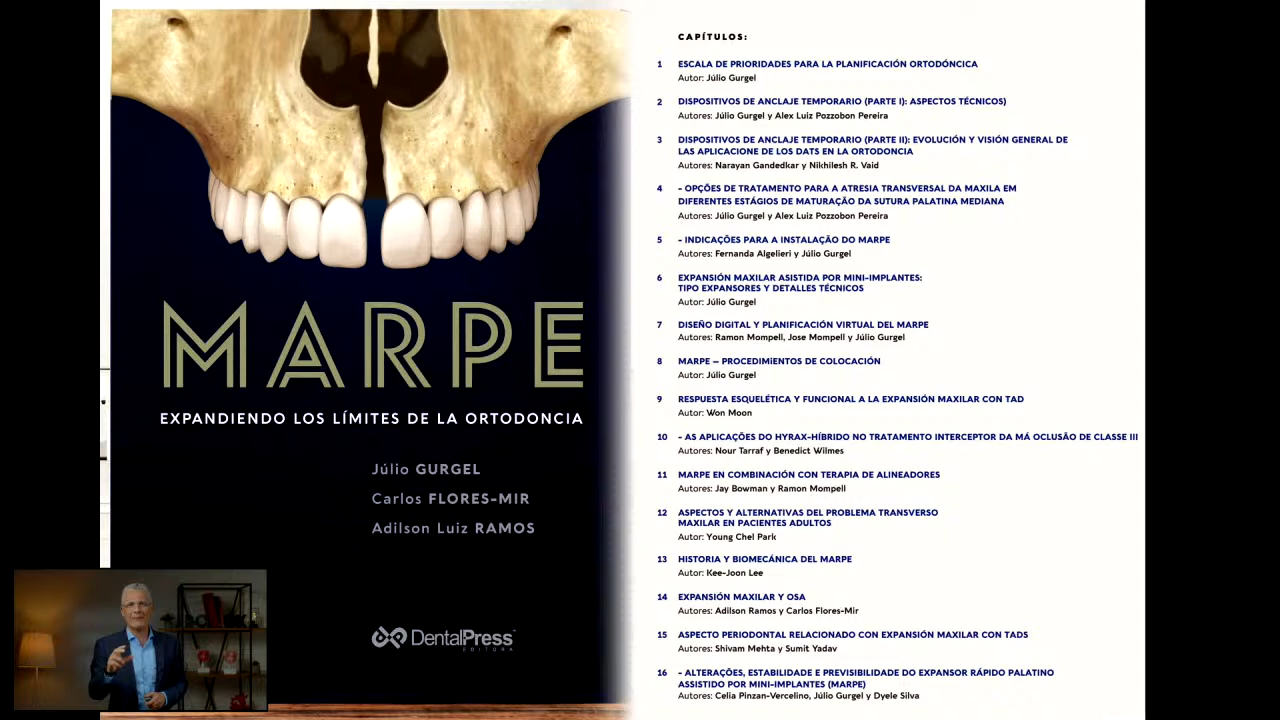 MARPE
EXPANDIENDO LOS LÍMITES DE LA ORTODONCIA
Júlio GURGEL
Carlos FLORES-MIR
Adilson Luiz RAMOS
DentalPress
EDITORA
CAPÍTULOS:
1 ESCALA DE PRIORIDADES PARA LA PLANIFICACIÓN ORTODÓNCICA
Autor: Júlio Gurgel
2 DISPOSITIVOS DE ANCLAJE TEMPORARIO (PARTE I): ASPECTOS TÉCNICOS)
Autores: Júlio Gurgel y Alex Luiz Pozzobon Pereira
3 DISPOSITIVOS DE ANCLAJE TEMPORARIO (PARTE II): EVOLUCIÓN Y VISIÓN GENERAL DE
LAS APLICACIONE DE LOS DATS EN LA ORTODONCIA
Autores: Narayan Gandedkar y Nikhilesh R. Vaid
4 - OPÇÕES DE TRATAMENTO PARA A ATRESIA TRANSVERSAL DA MAXILA EM
DIFERENTES ESTÁGIOS DE MATURAÇÃO DA SUTURA PALATINA MEDIANA
Autores: Júlio Gurgel y Alex Luiz Pozzobon Pereira
5 - INDICAÇÕES PARA A INSTALAÇÃO DO MARPE
Autores: Fernanda Algelieri y Júlio Gurgel
6 EXPANSIÓN MAXILAR ASISTIDA POR MINI-IMPLANTES:
TIPO EXPANSORES Y DETALLES TÉCNICOS
Autor: Júlio Gurgel
7 DISEÑO DIGITAL Y PLANIFICACIÓN VIRTUAL DEL MARPE
Autores: Ramon Mompell, Jose Mompell y Júlio Gurgel
8 MARPE – PROCEDIMiENTOS DE COLOCACIÓN
Autor: Júlio Gurgel
9 RESPUESTA ESQUELÉTICA Y FUNCIONAL A LA EXPANSIÓN MAXILAR CON TAD
Autor: Won Moon
10 - AS APLICAÇÕES DO HYRAX-HÍBRIDO NO TRATAMENTO INTERCEPTOR DA MÁ OCLUSÃO DE CLASSE III
Autores: Nour Tarraf y Benedict Wilmes
11 MARPE EN COMBINACIÓN CON TERAPIA DE ALINEADORES
Autores: Jay Bowman y Ramon Mompell
12 ASPECTOS Y ALTERNATIVAS DEL PROBLEMA TRANSVERSO
MAXILAR EN PACIENTES ADULTOS
Autor: Young Chel Park
13 HISTORIA Y BIOMECÁNICA DEL MARPE
Autor: Kee-Joon Lee
14 EXPANSIÓN MAXILAR Y OSA
Autores: Adilson Ramos y Carlos Flores-Mir
15 ASPECTO PERIODONTAL RELACIONADO CON EXPANSIÓN MAXILAR CON TADS
Autores: Shivam Mehta y Sumit Yadav
16 - ALTERAÇÕES, ESTABILIDADE E PREVISIBILIDADE DO EXPANSOR RÁPIDO PALATINO
ASSISTIDO POR MINI-IMPLANTES (MARPE)
Autores: Celia Pinzan-Vercelino, Júlio Gurgel y Dyele Silva